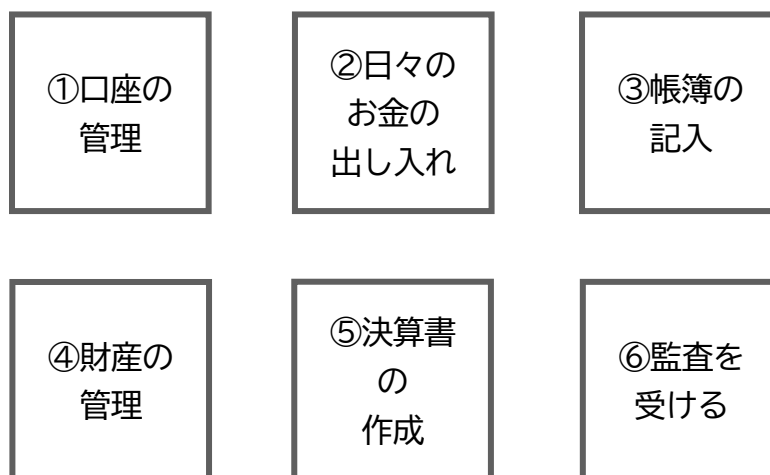 ①口座の
管理
②日々の
お金の
出し入れ
③帳簿の
記入
④財産の
管理
⑤決算書
の
作成
⑥監査を
受ける